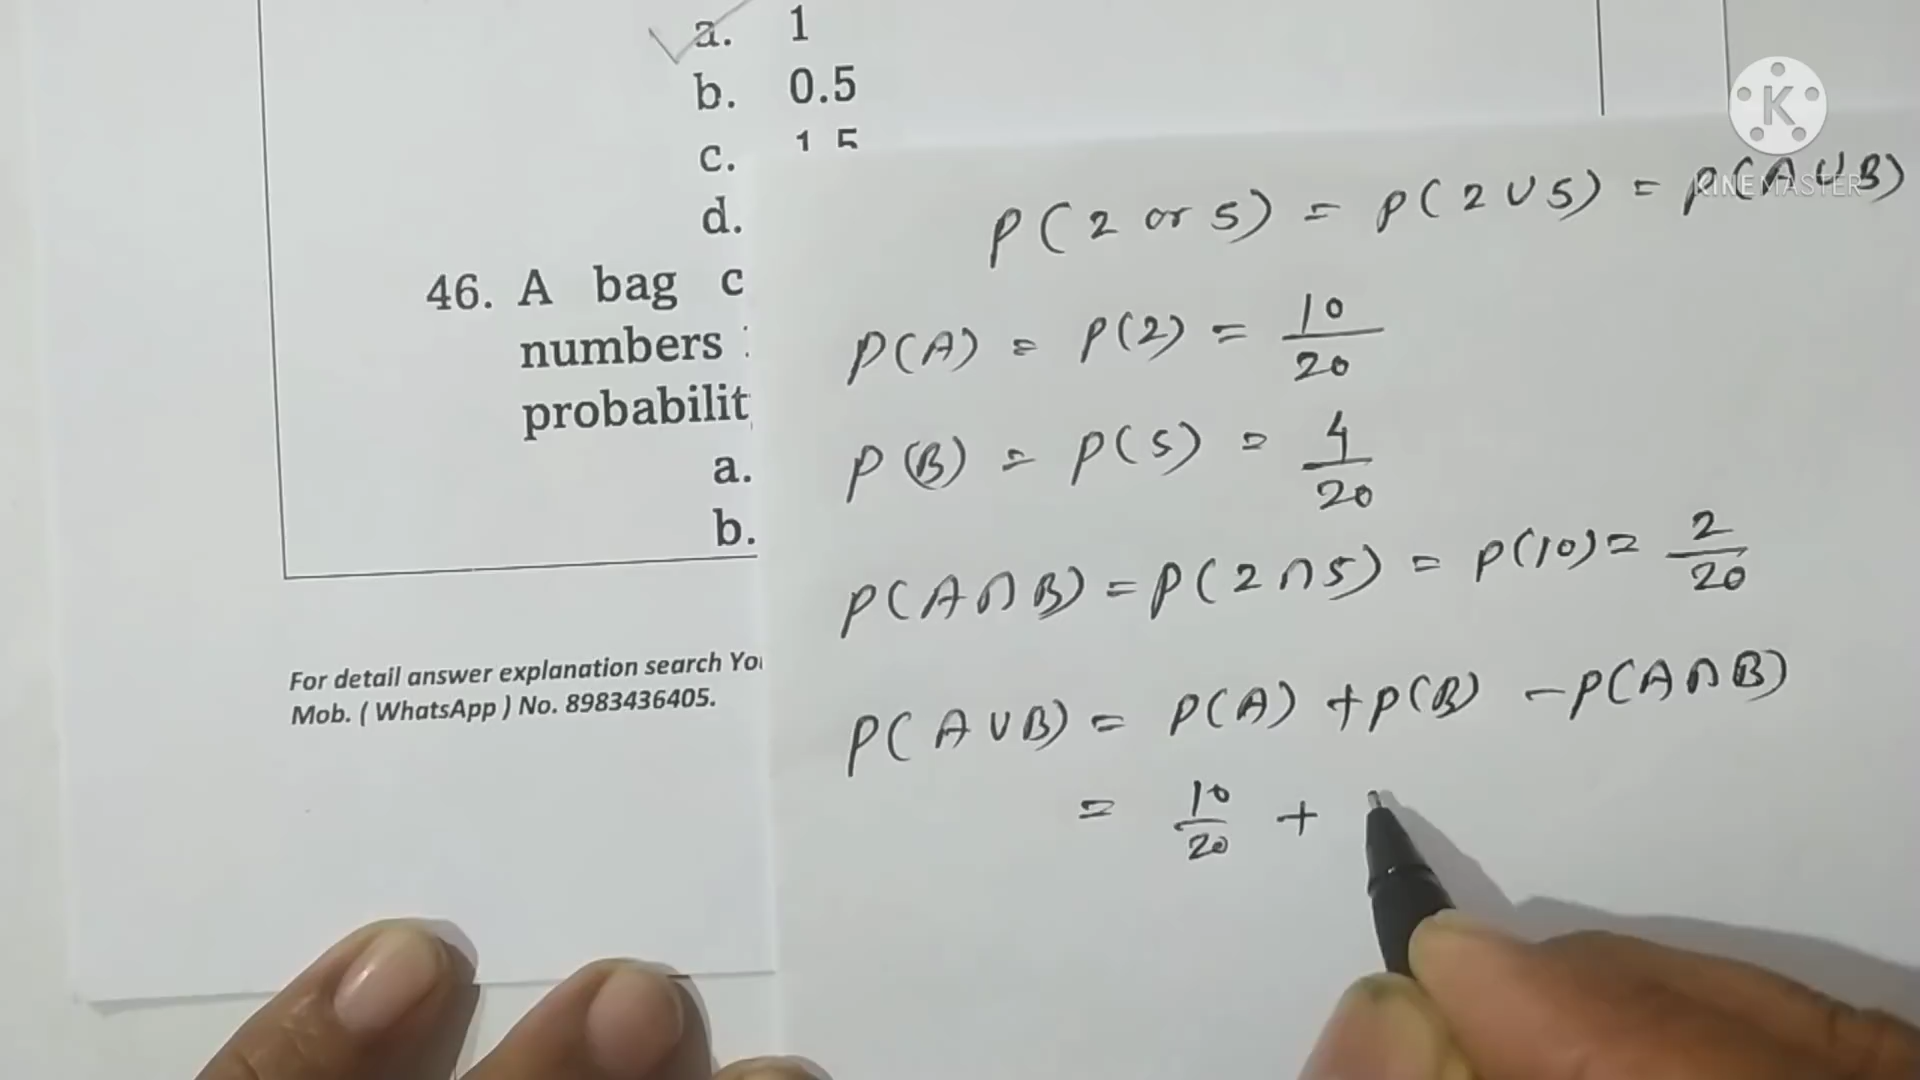 a. 1
b. 0.5
c. 1.5
d.
46. A bag c
numbers
probabilit
a.
b.
For detail answer explanation search Yo
Mob. ( WhatsApp ) No. 8983436405.
K
KINEMASTER
P(2 or 5) = P(2 ∪ 5) = P(A∪B)
P(A) = P(2) = 10/20
P(B) = P(5) = 4/20
P(A∩B) = P(2∩5) = P(10) = 2/20
P(A∪B) = P(A) + P(B) - P(A∩B)
= 10/20 +